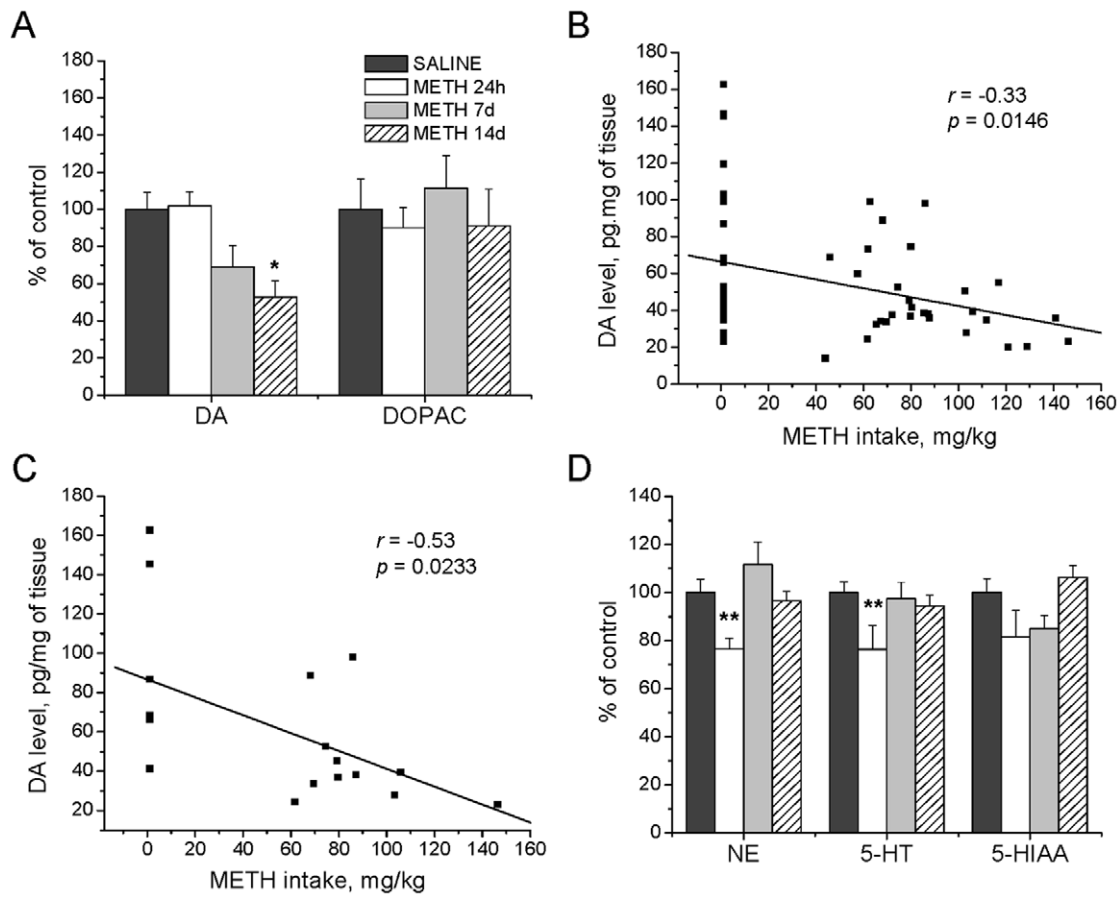 A
180
160
140
120
100
80
60
40
20
0
% of control
SALINE
METH 24h
METH 7d
METH 14d
*
DA
DOPAC
B
180
160
140
120
100
80
60
40
20
0
DA level, pg.mg of tissue
r = -0.33
p = 0.0146
0 20 40 60 80 100 120 140 160
METH intake, mg/kg
C
180
160
140
120
100
80
60
40
20
DA level, pg/mg of tissue
r = -0.53
p = 0.0233
0 20 40 60 80 100 120 140 160
METH intake, mg/kg
D
140
120
100
80
60
40
20
0
% of control
**
**
NE
5-HT
5-HIAA